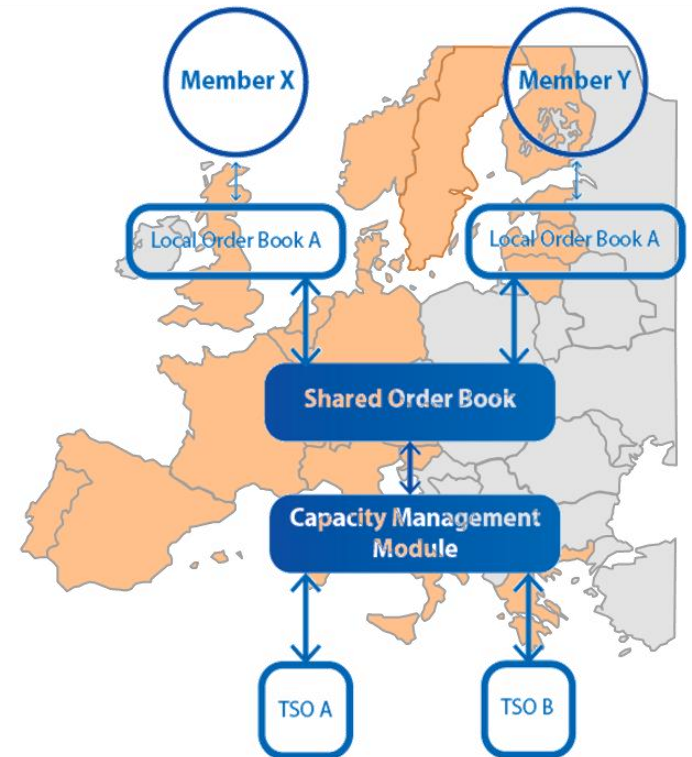 Member X
Member Y
Local Order Book A
Local Order Book A
Shared Order Book
Capacity Management
Module
TSO A
TSO B